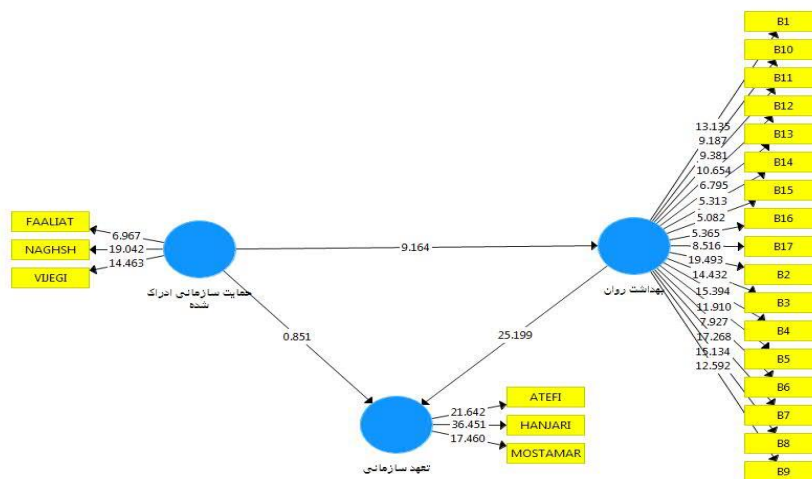 B1
B10
B11
B12
B13
B14
B15
B16
B17
B2
B3
B4
B5
B6
B7
B8
B9
13.135
9.187
9.381
10.654
6.795
5.313
5.082
5.365
8.516
19.493
14.432
15.394
11.910
7.927
17.268
15.134
12.592
FAALIAT
NAGHSH
VIJEGI
6.967
19.042
14.463
حمایت سازمانی ادراک
شده
9.164
بهداشت روان
0.851
25.199
تعهد سازمانی
21.642
36.451
17.460
ATEFI
HANJARI
MOSTAMAR